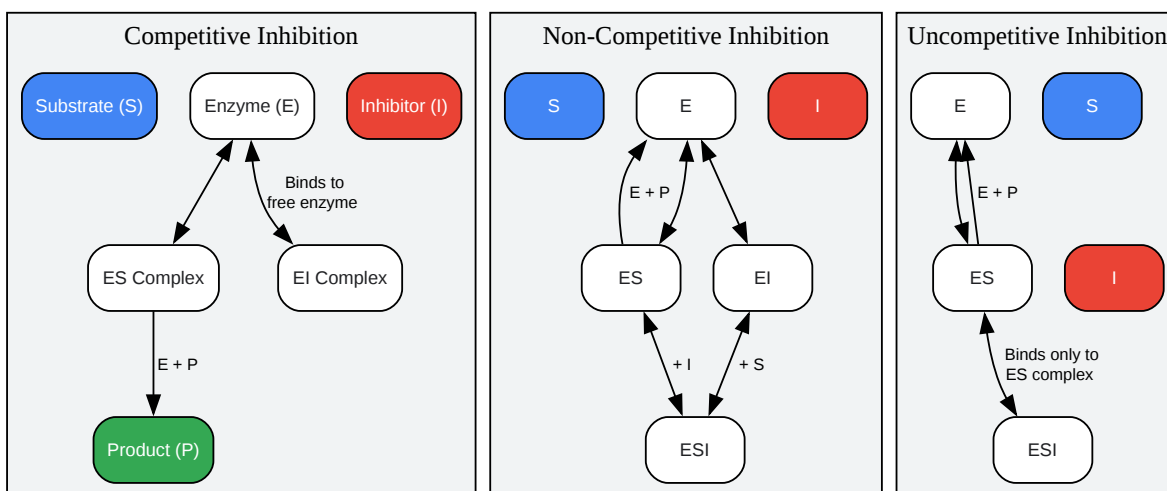 Competitive Inhibition
Substrate (S)
Enzyme (E)
Inhibitor (I)
Binds to
free enzyme
ES Complex
EI Complex
E + P
Product (P)
Non-Competitive Inhibition
S
E
I
E + P
ES
EI
+ I
+ S
ESI
Uncompetitive Inhibition
E
S
E + P
ES
I
Binds only to
ES complex
ESI